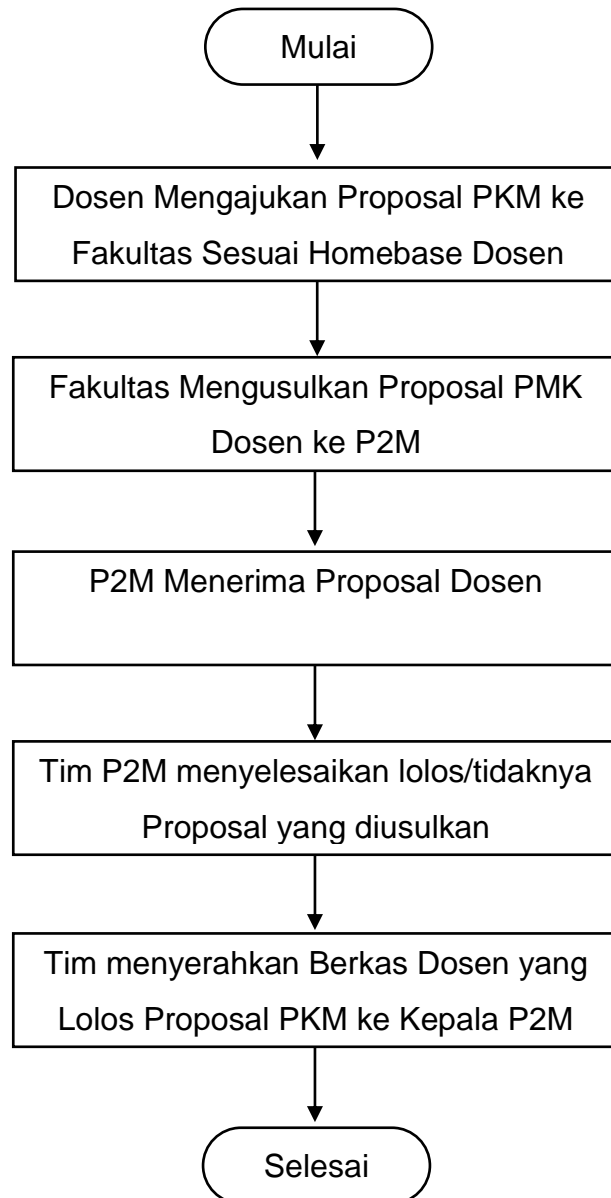 Mulai
Dosen Mengajukan Proposal PKM ke
Fakultas Sesuai Homebase Dosen
Fakultas Mengusulkan Proposal PMK
Dosen ke P2M
P2M Menerima Proposal Dosen
Tim P2M menyelesaikan lolos/tidaknya
Proposal yang diusulkan
Tim menyerahkan Berkas Dosen yang
Lolos Proposal PKM ke Kepala P2M
Selesai